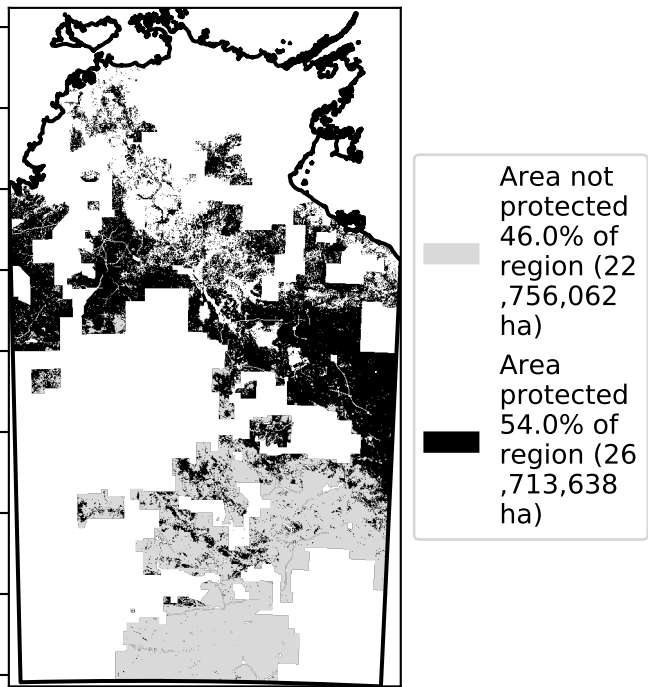 Area not
protected
46.0% of
region (22
,756,062
ha)
Area
protected
54.0% of
region (26
,713,638
ha)